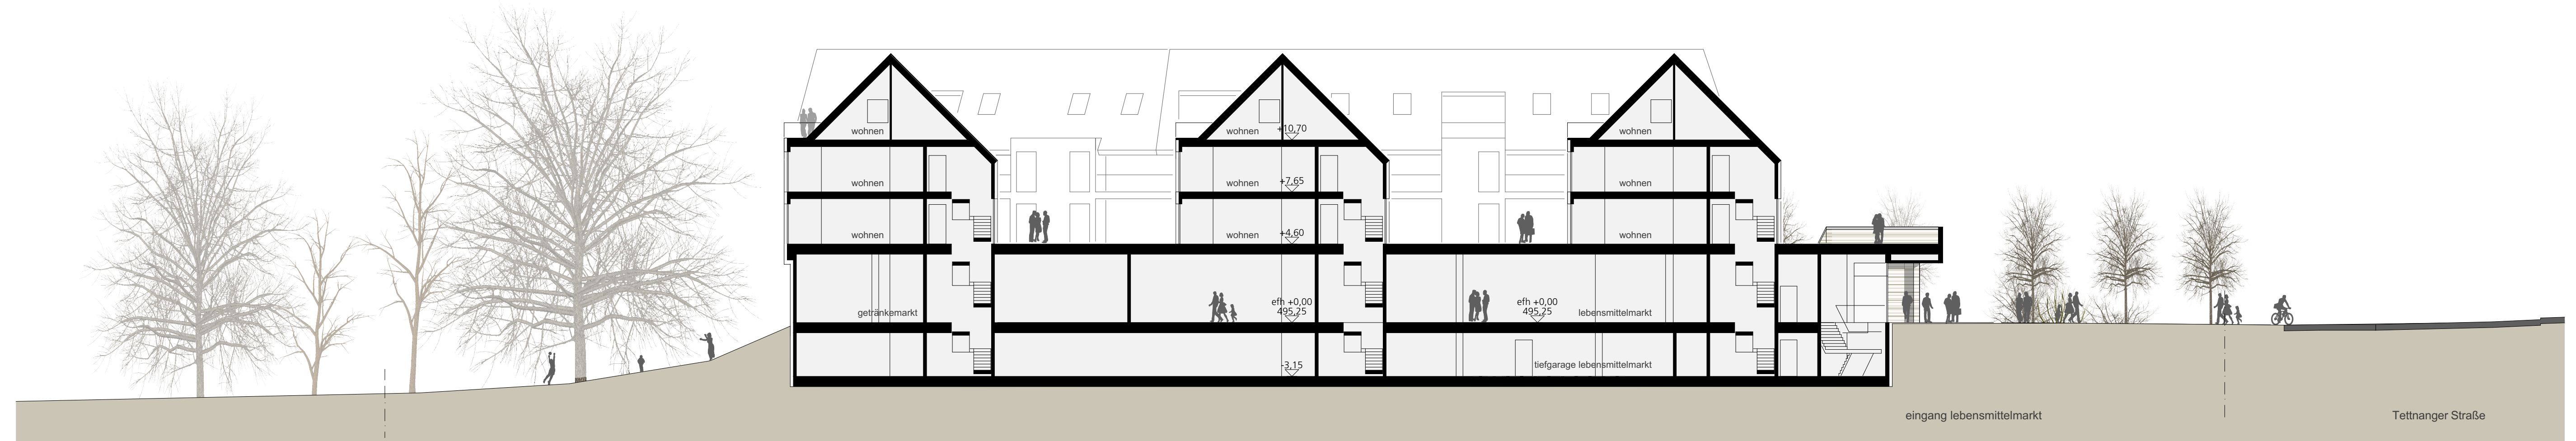 wohnen
wohnen
+10,70
wohnen
wohnen
wohnen
+7,65
wohnen
wohnen
wohnen
+4,60
wohnen
getränkemarkt
efh +0,00
495,25
efh +0,00
495,25
lebensmittelmarkt
-3,15
tiefgarage lebensmittelmarkt
eingang lebensmittelmarkt
Tettnanger Straße